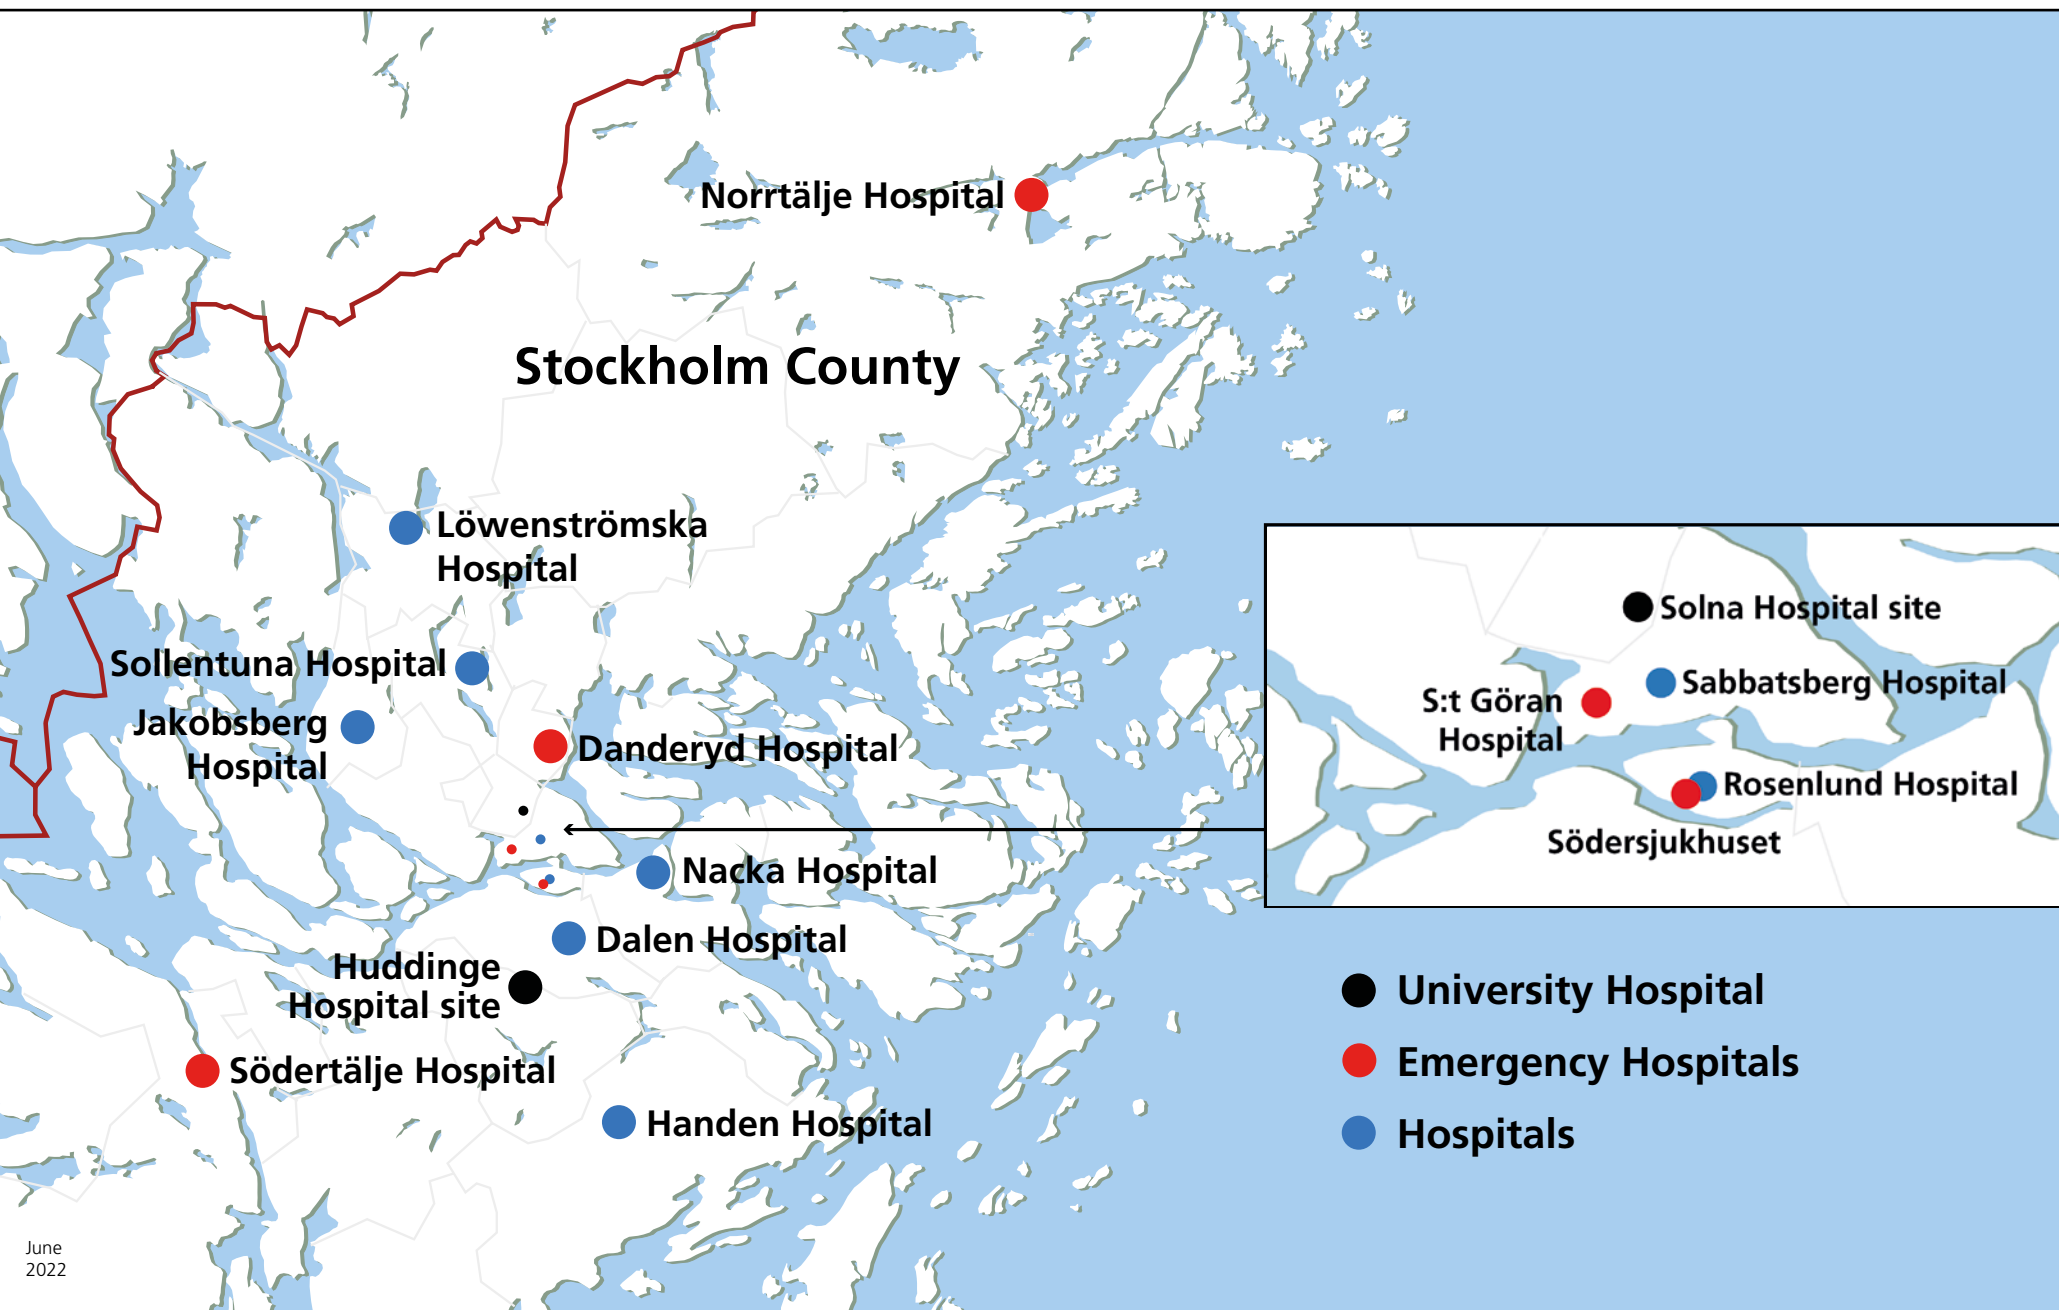 Norrtälje Hospital
Stockholm County
Löwenströmska
Hospital
Sollentuna Hospital
Jakobsberg
Hospital
Danderyd Hospital
Nacka Hospital
Dalen Hospital
Huddinge
Hospital site
Södertälje Hospital
Handen Hospital
Solna Hospital site
Sabbatsberg Hospital
S:t Göran
Hospital
Rosenlund Hospital
Södersjukhuset
University Hospital
Emergency Hospitals
Hospitals
June
2022